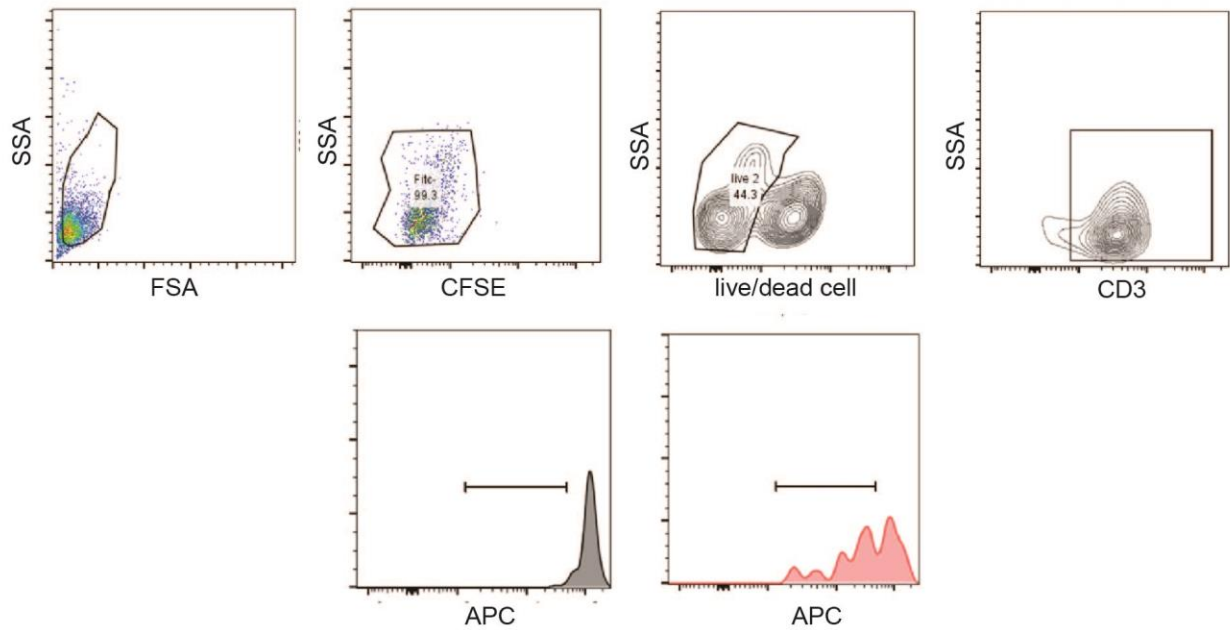 SSA
FSA
SSA
Fitc-
99.3
CFSE
SSA
live 2
44.3
live/dead cell
SSA
CD3
APC
APC